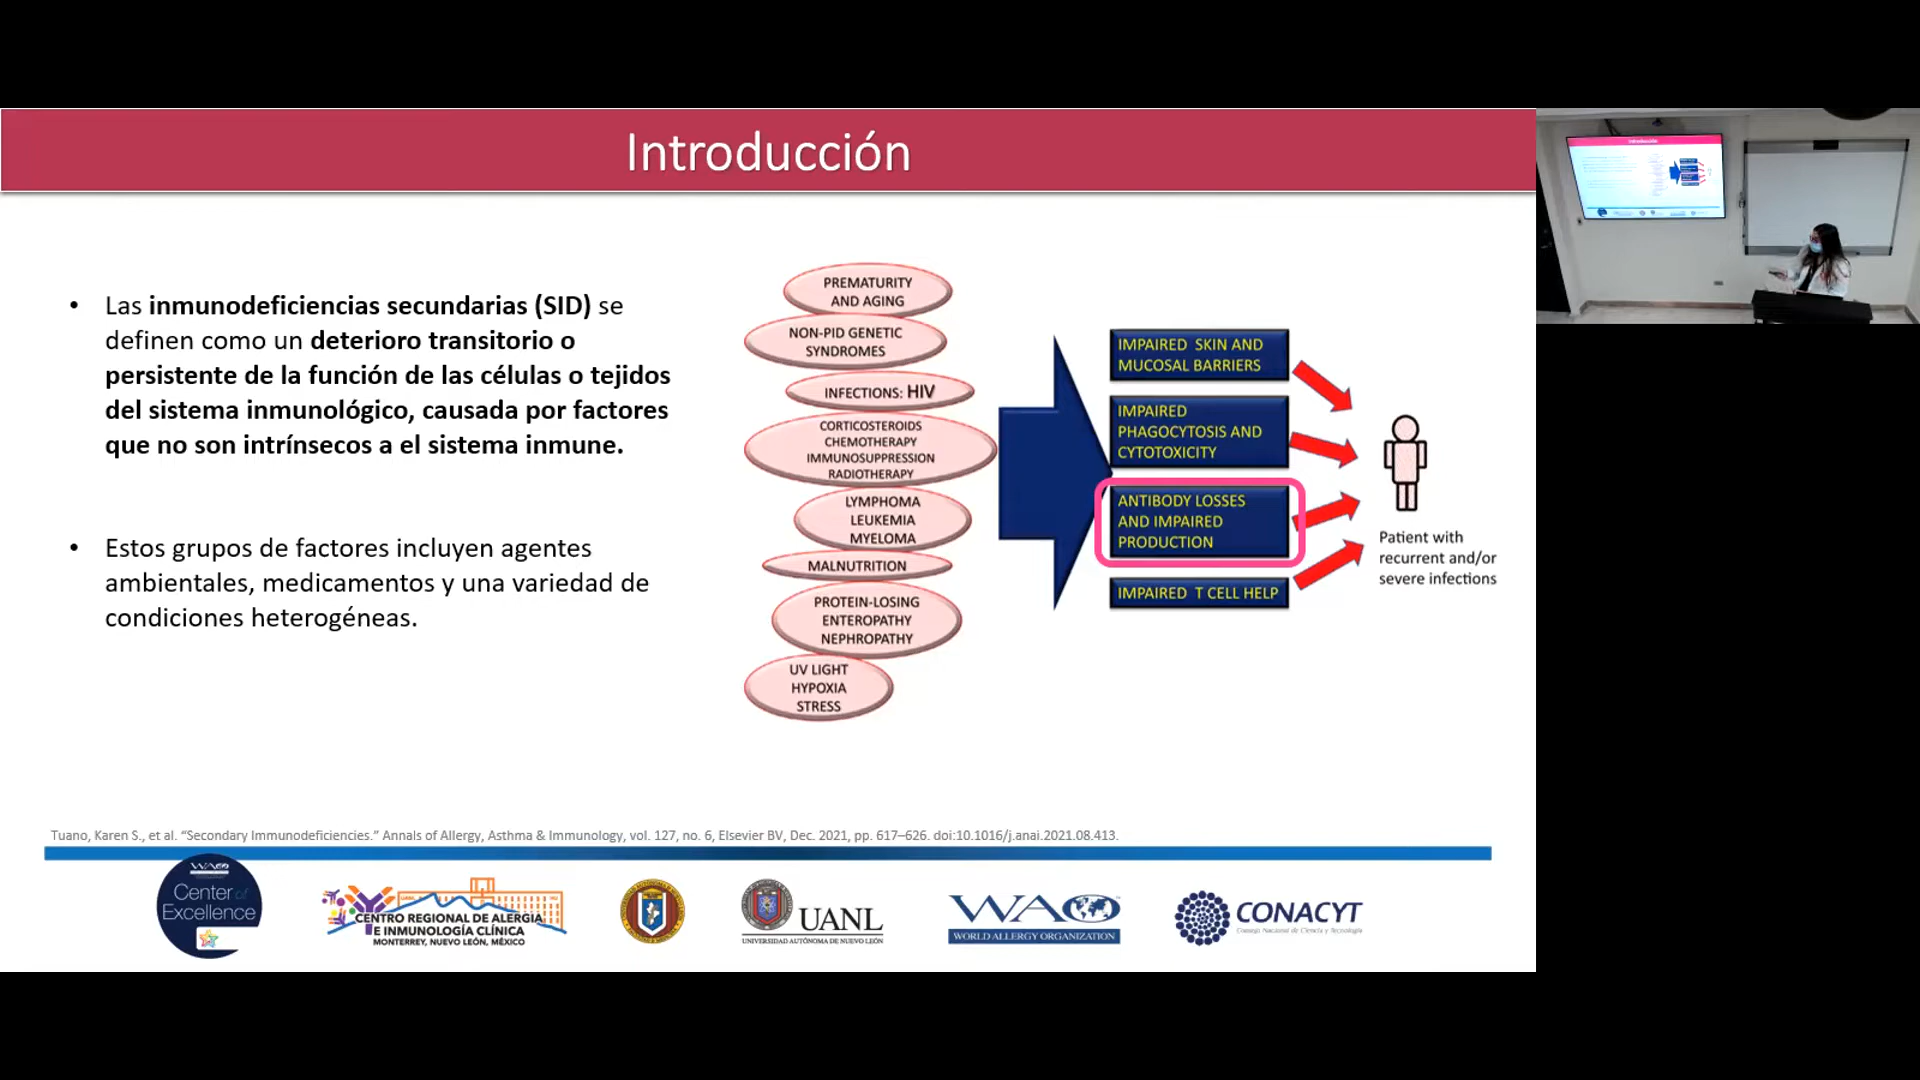 Introducción
• Las inmunodeficiencias secundarias (SID) se
definen como un deterioro transitorio o
persistente de la función de las células o tejidos
del sistema inmunológico, causada por factores
que no son intrínsecos a el sistema inmune.
• Estos grupos de factores incluyen agentes
ambientales, medicamentos y una variedad de
condiciones heterogéneas.
PREMATURITY
AND AGING
NON-PID GENETIC
SYNDROMES
INFECTIONS: HIV
CORTICOSTEROIDS
CHEMOTHERAPY
IMMUNOSUPPRESSION
RADIOTHERAPY
LYMPHOMA
LEUKEMIA
MYELOMA
MALNUTRITION
PROTEIN-LOSING
ENTEROPATHY
NEPHROPATHY
UV LIGHT
HYPOXIA
STRESS
IMPAIRED SKIN AND
MUCOSAL BARRIERS
IMPAIRED
PHAGOCYTOSIS AND
CYTOTOXICITY
ANTIBODY LOSSES
AND IMPAIRED
PRODUCTION
IMPAIRED T CELL HELP
Patient with
recurrent and/or
severe infections
Tuano, Karen S., et al. “Secondary Immunodeficiencies.” Annals of Allergy, Asthma & Immunology, vol. 127, no. 6, Elsevier BV, Dec. 2021, pp. 617–626. doi:10.1016/j.anai.2021.08.413.
WAO
Center of
Excellence
CENTRO REGIONAL DE ALERGIA
E INMUNOLOGÍA CLÍNICA
MONTERREY, NUEVO LEÓN, MÉXICO
UANL
UNIVERSIDAD AUTÓNOMA DE NUEVO LEÓN
WAO
WORLD ALLERGY ORGANIZATION
CONACYT
Consejo Nacional de Ciencia y Tecnología
Introducción